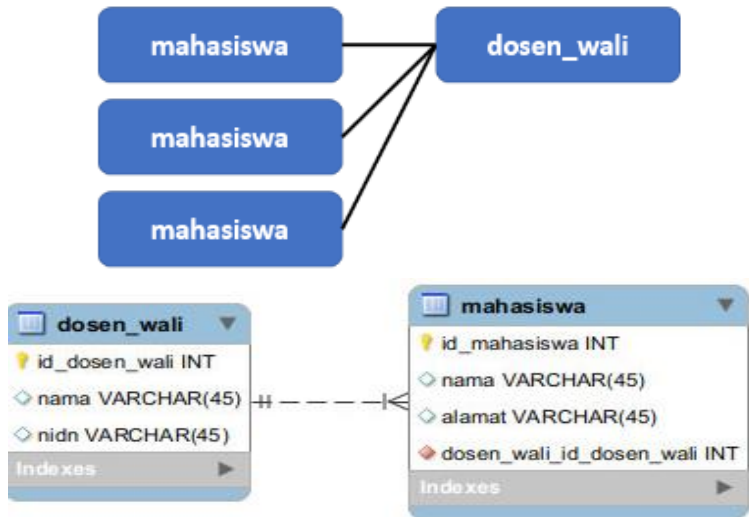 mahasiswa
dosen_wali
mahasiswa
mahasiswa
dosen_wali
id_dosen_wali INT
nama VARCHAR(45)
nidn VARCHAR(45)
Indexes
mahasiswa
id_mahasiswa INT
nama VARCHAR(45)
alamat VARCHAR(45)
dosen_wali_id_dosen_wali INT
Indexes